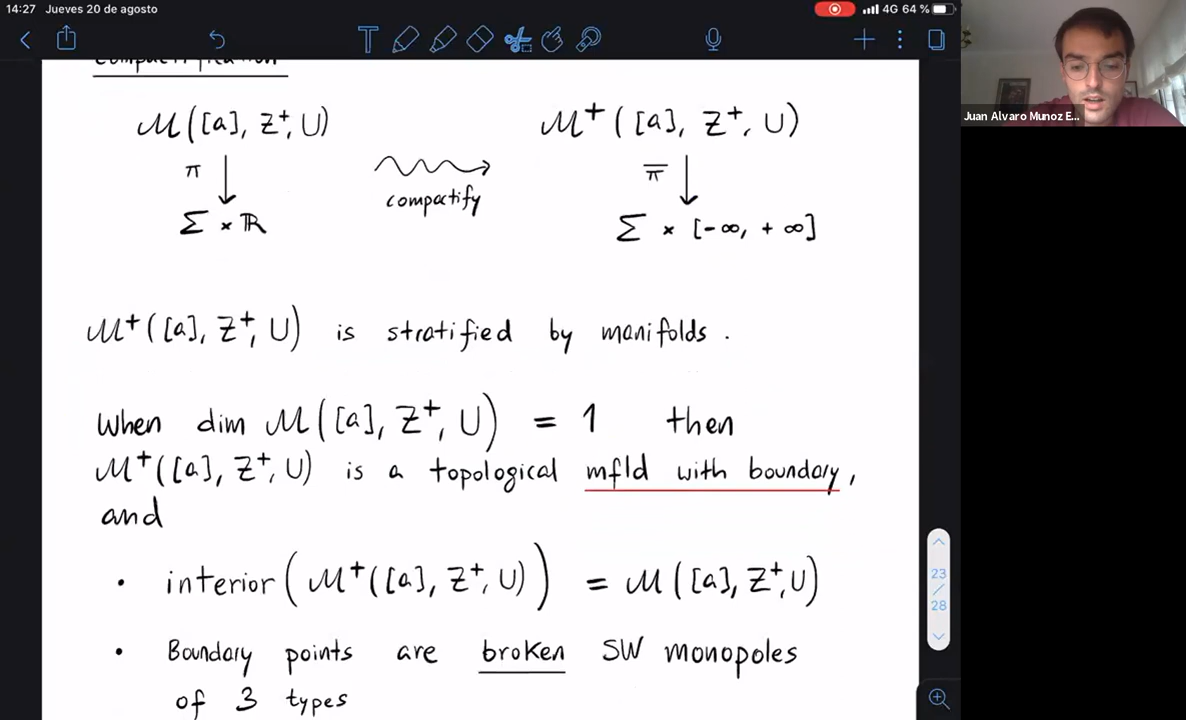 14:27 Jueves 20 de agosto
4G 64 %
Juan Alvaro Munoz E...
compactification
M([a], Z⁺, U)
M⁺([a], Z⁺, U)
π
π̅
compactify
Σ × ℝ
Σ × [-∞, +∞]
M⁺([a], Z⁺, U) is stratified by manifolds.
When dim M([a], Z⁺, U) = 1 then
M⁺([a], Z⁺, U) is a topological mfld with boundary,
and
• interior(M⁺([a], Z⁺, U)) = M([a], Z⁺, U)
• Boundary points are broken SW monopoles
of 3 types
23
/
28